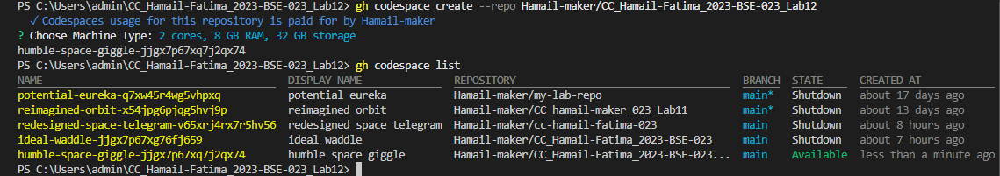 PS C:\Users\admin\CC_Hamail-Fatima_2023-BSE-023_Lab12> gh codespace create --repo Hamail-maker/CC_Hamail-Fatima_2023-BSE-023_Lab12
✓ Codespaces usage for this repository is paid for by Hamail-maker
? Choose Machine Type: 2 cores, 8 GB RAM, 32 GB storage
humble-space-giggle-jjgx7p67xq7j2qx74
PS C:\Users\admin\CC_Hamail-Fatima_2023-BSE-023_Lab12> gh codespace list
NAME DISPLAY NAME REPOSITORY BRANCH STATE CREATED AT
potential-eureka-q7xw45r4wg5vhpxq potential eureka Hamail-maker/my-lab-repo main* Shutdown about 17 days ago
reimagined-orbit-x54jpg6pjqg5hvj9p reimagined orbit Hamail-maker/CC_hamail-maker_023_Lab11 main* Shutdown about 13 days ago
redesigned-space-telegram-v65xrj4rx7r5hv56 redesigned space telegram Hamail-maker/cc-hamail-fatima-023 main Shutdown about 8 hours ago
ideal-waddle-jjgx7p67xg76fj659 ideal waddle Hamail-maker/CC_Hamail-Fatima_2023-BSE-023 main Shutdown about 7 hours ago
humble-space-giggle-jjgx7p67xq7j2qx74 humble space giggle Hamail-maker/CC_Hamail-Fatima_2023-BSE-023... main Available less than a minute ago
PS C:\Users\admin\CC_Hamail-Fatima_2023-BSE-023_Lab12>